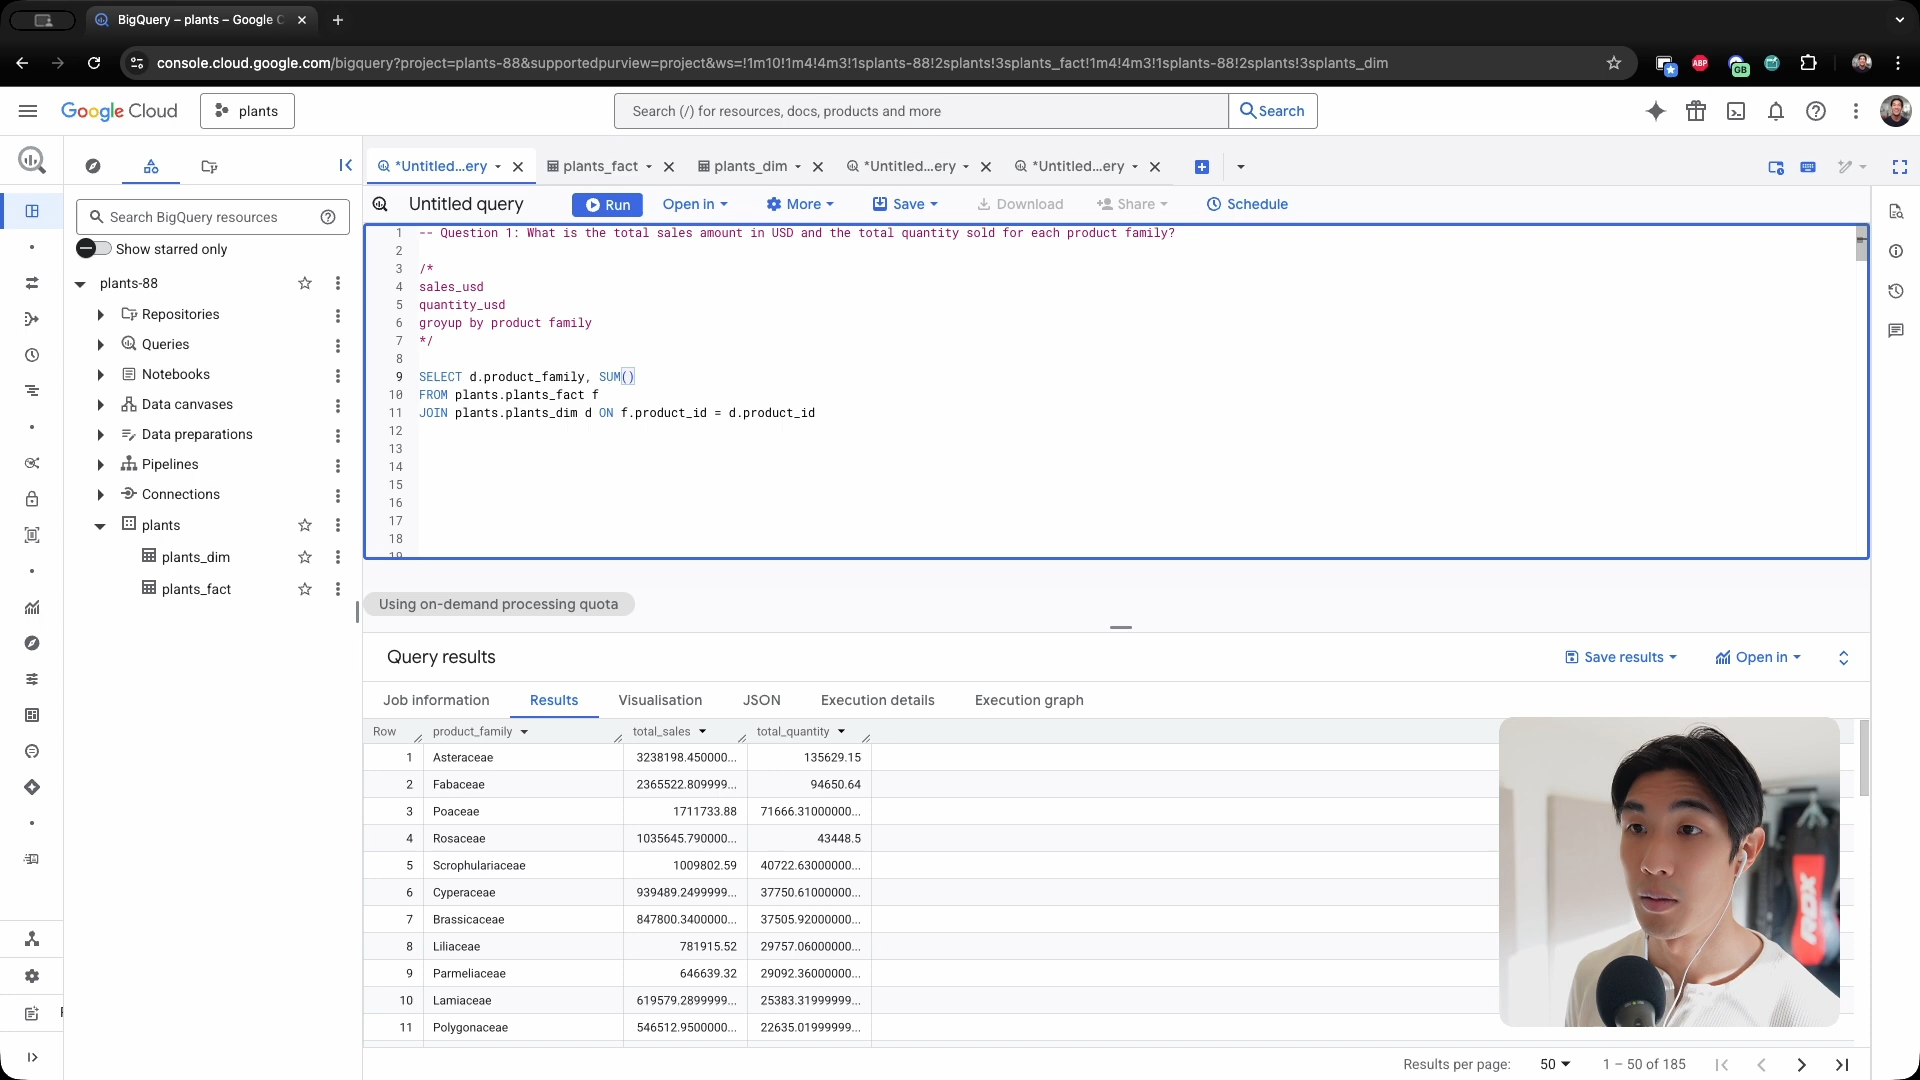 BigQuery – plants – Google C
console.cloud.google.com/bigquery?project=plants-88&supportedpurview=project&ws=!1m10!1m4!4m3!1splants-88!2splants!3splants_fact!1m4!4m3!1splants-88!2splants!3splants_dim
ABP
GB
Google Cloud
plants
Search (/) for resources, docs, products and more
Search
*Untitled...ery
plants_fact
plants_dim
*Untitled...ery
*Untitled...ery
Untitled query
Run
Open in
More
Save
Download
Share
Schedule
Search BigQuery resources
Show starred only
plants-88
Repositories
Queries
Notebooks
Data canvases
Data preparations
Pipelines
Connections
plants
plants_dim
plants_fact
1 -- Question 1: What is the total sales amount in USD and the total quantity sold for each product family?
2
3 /*
4 sales_usd
5 quantity_usd
6 groyup by product family
7 */
8
9 SELECT d.product_family, SUM()
10 FROM plants.plants_fact f
11 JOIN plants.plants_dim d ON f.product_id = d.product_id
12
13
14
15
16
17
18
19
Using on-demand processing quota
Query results
Save results
Open in
Job information
Results
Visualisation
JSON
Execution details
Execution graph
Row product_family total_sales total_quantity
1 Asteraceae 3238198.450000... 135629.15
2 Fabaceae 2365522.809999... 94650.64
3 Poaceae 1711733.88 71666.31000000...
4 Rosaceae 1035645.790000... 43448.5
5 Scrophulariaceae 1009802.59 40722.63000000...
6 Cyperaceae 939489.2499999... 37750.61000000...
7 Brassicaceae 847800.3400000... 37505.92000000...
8 Liliaceae 781915.52 29757.06000000...
9 Parmeliaceae 646639.32 29092.36000000...
10 Lamiaceae 619579.2899999... 25383.31999999...
11 Polygonaceae 546512.9500000... 22635.01999999...
RDX
Results per page: 50 1 – 50 of 185